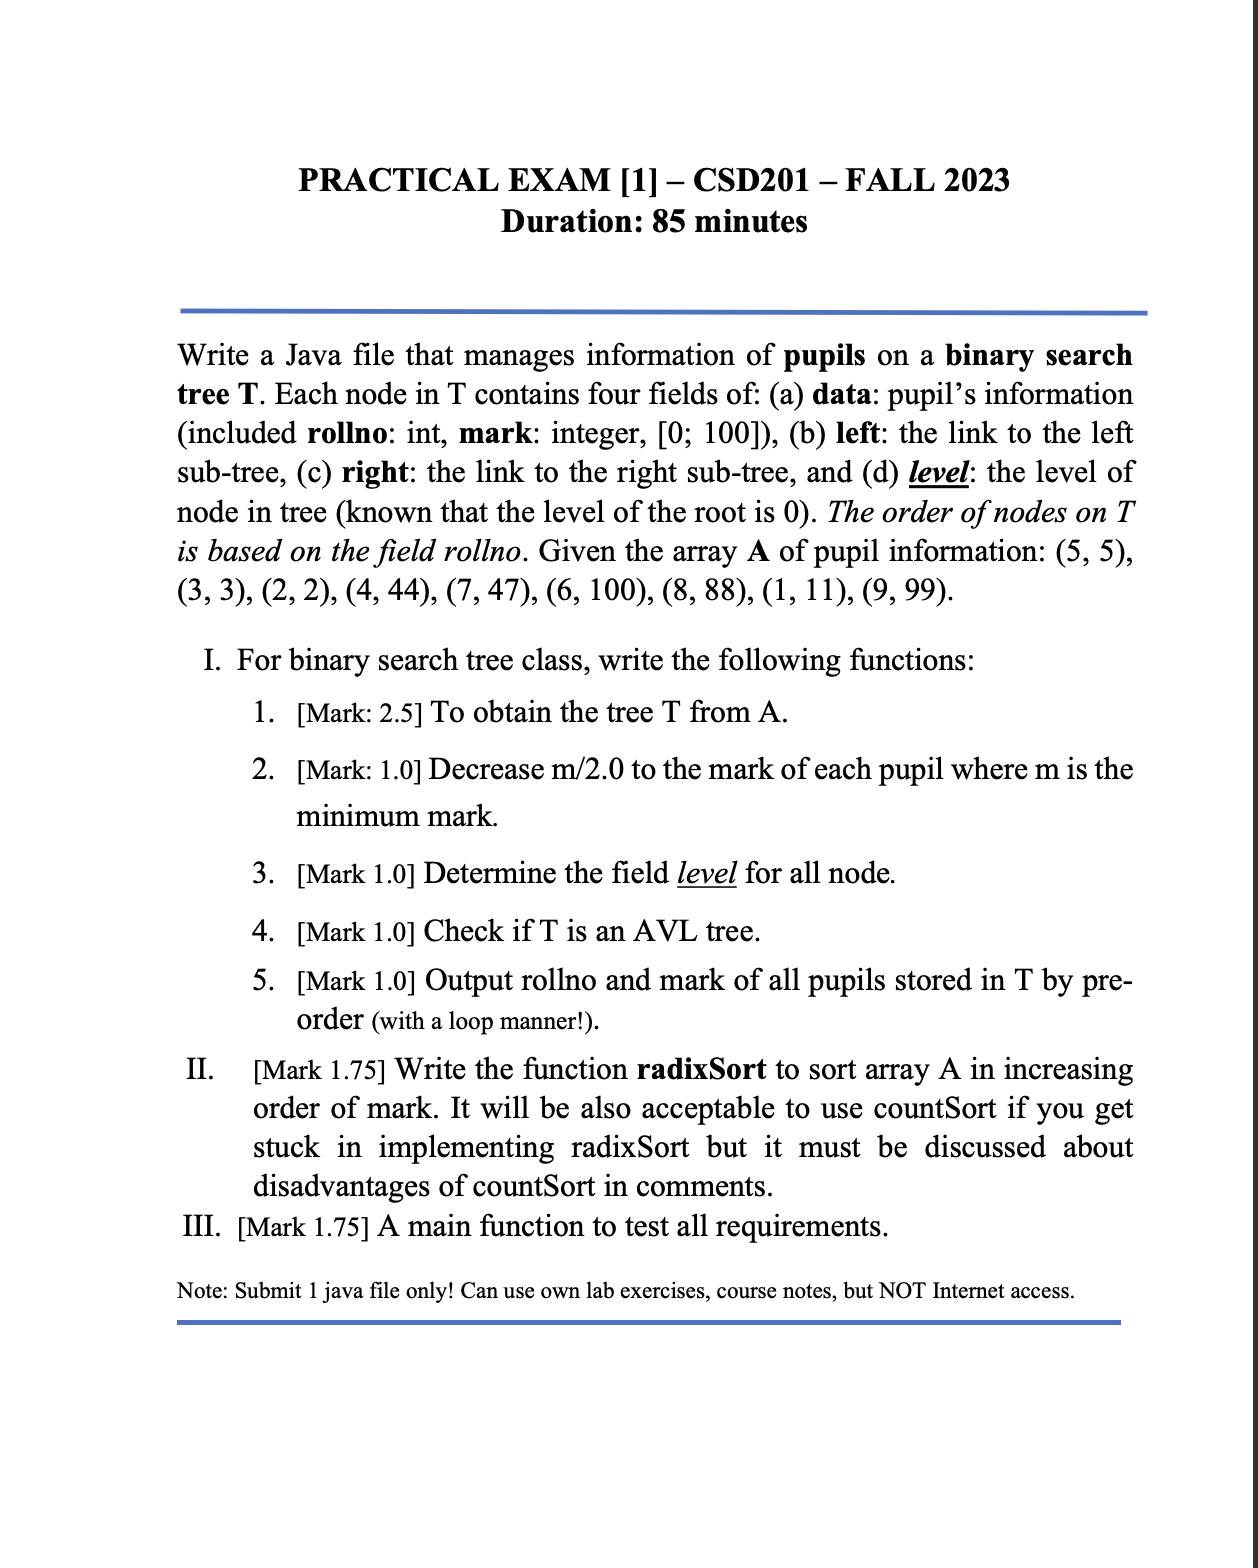 PRACTICAL EXAM [1] – CSD201 – FALL 2023
Duration: 85 minutes
Write a Java file that manages information of pupils on a binary search
tree T. Each node in T contains four fields of: (a) data: pupil’s information
(included rollno: int, mark: integer, [0; 100]), (b) left: the link to the left
sub-tree, (c) right: the link to the right sub-tree, and (d) level: the level of
node in tree (known that the level of the root is 0). The order of nodes on T
is based on the field rollno. Given the array A of pupil information: (5, 5),
(3, 3), (2, 2), (4, 44), (7, 47), (6, 100), (8, 88), (1, 11), (9, 99).
I. For binary search tree class, write the following functions:
1. [Mark: 2.5] To obtain the tree T from A.
2. [Mark: 1.0] Decrease m/2.0 to the mark of each pupil where m is the
minimum mark.
3. [Mark 1.0] Determine the field level for all node.
4. [Mark 1.0] Check if T is an AVL tree.
5. [Mark 1.0] Output rollno and mark of all pupils stored in T by pre-
order (with a loop manner!).
II. [Mark 1.75] Write the function radixSort to sort array A in increasing
order of mark. It will be also acceptable to use countSort if you get
stuck in implementing radixSort but it must be discussed about
disadvantages of countSort in comments.
III. [Mark 1.75] A main function to test all requirements.
Note: Submit 1 java file only! Can use own lab exercises, course notes, but NOT Internet access.